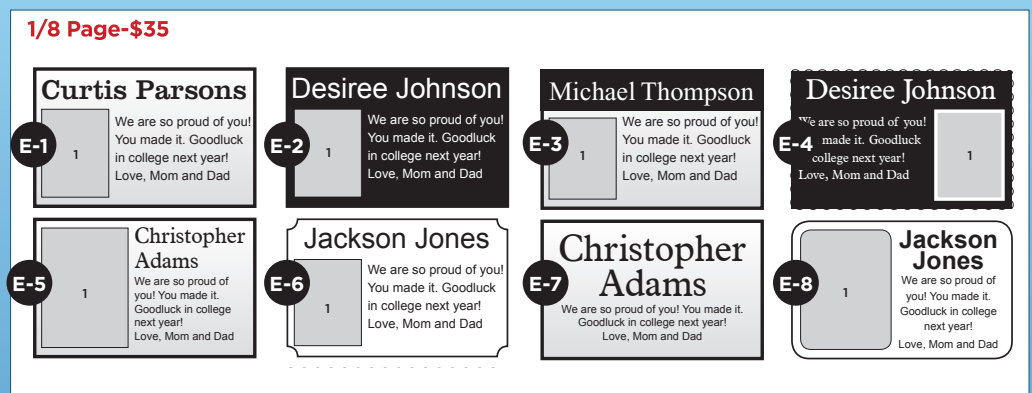 1/8 Page-$35
Curtis Parsons
E-1
1
We are so proud of you!
You made it. Goodluck
in college next year!
Love, Mom and Dad
Desiree Johnson
E-2
1
We are so proud of you!
You made it. Goodluck
in college next year!
Love, Mom and Dad
Michael Thompson
E-3
1
We are so proud of you!
You made it. Goodluck
in college next year!
Love, Mom and Dad
Desiree Johnson
E-4
We are so proud of you!
made it. Goodluck
college next year!
Love, Mom and Dad
1
E-5
1
Christopher
Adams
We are so proud of
you! You made it.
Goodluck in college
next year!
Love, Mom and Dad
Jackson Jones
E-6
1
We are so proud of you!
You made it. Goodluck
in college next year!
Love, Mom and Dad
E-7
Christopher
Adams
We are so proud of you! You made it.
Goodluck in college next year!
Love, Mom and Dad
E-8
1
Jackson
Jones
We are so proud of
you! You made it.
Goodluck in college
next year!
Love, Mom and Dad